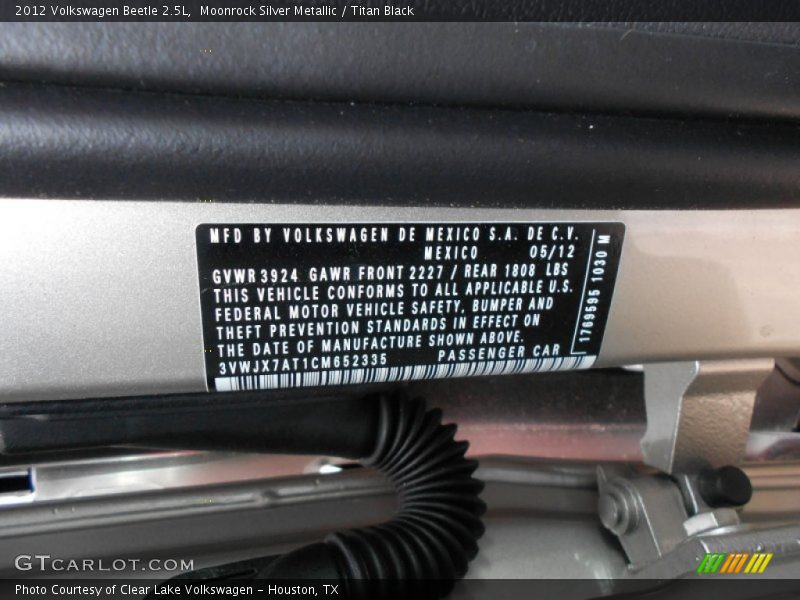 2012 Volkswagen Beetle 2.5L, Moonrock Silver Metallic / Titan Black
MFD BY VOLKSWAGEN DE MEXICO S.A. DE C.V.
MEXICO 05/12
GVWR 3924 GAWR FRONT 2227 / REAR 1808 LBS
THIS VEHICLE CONFORMS TO ALL APPLICABLE U.S.
FEDERAL MOTOR VEHICLE SAFETY, BUMPER AND
THEFT PREVENTION STANDARDS IN EFFECT ON
THE DATE OF MANUFACTURE SHOWN ABOVE.
3VWJX7AT1CM652335 PASSENGER CAR
1769595 1030 M
GTCARLOT.COM
Photo Courtesy of Clear Lake Volkswagen - Houston, TX